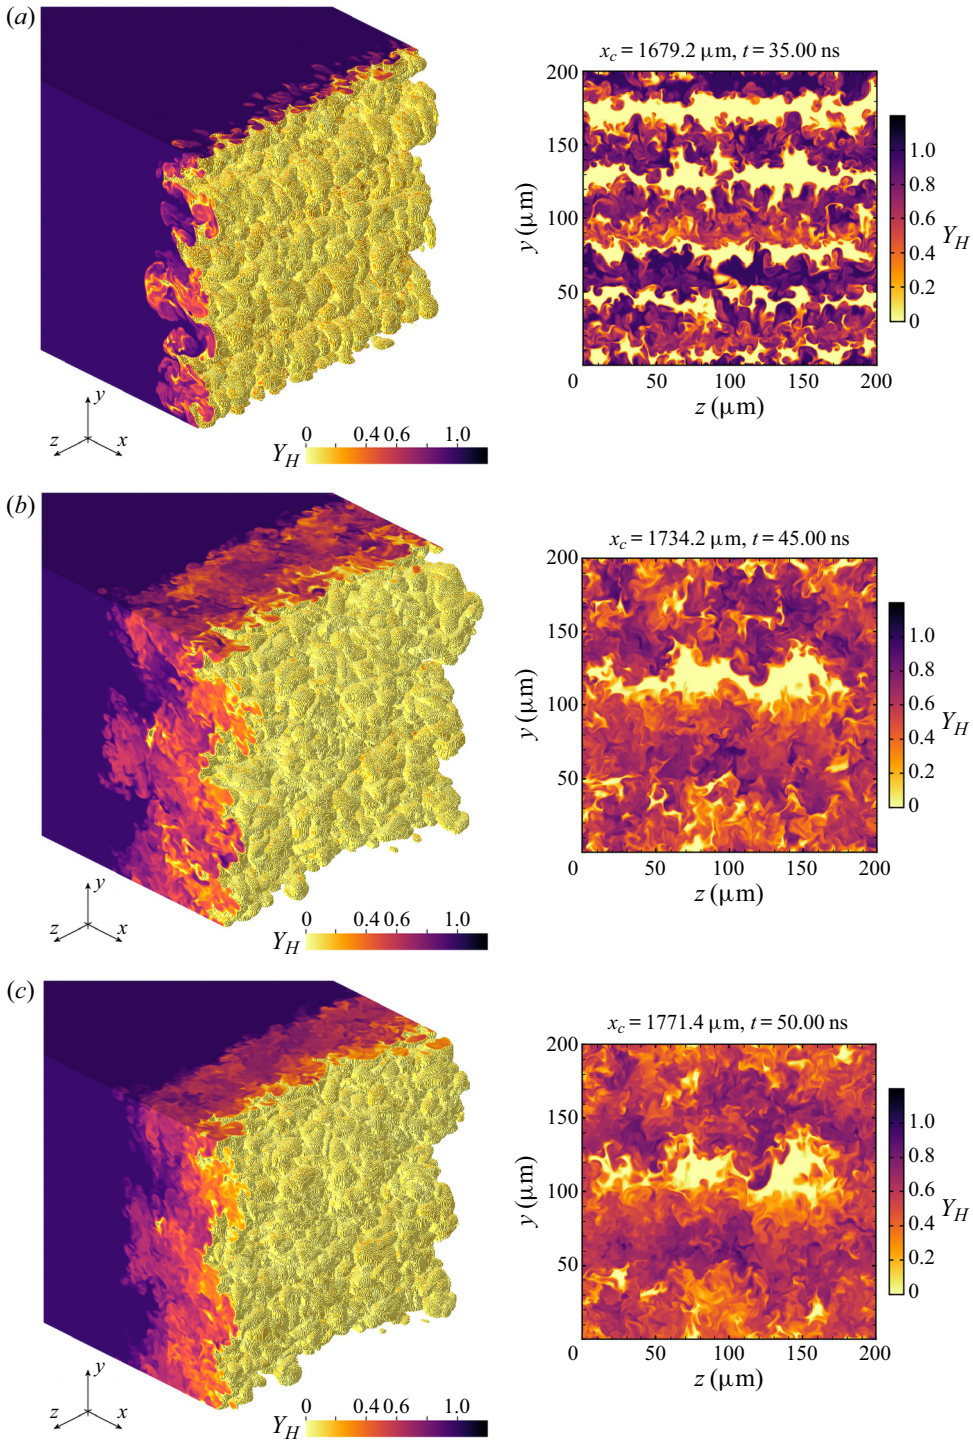 (a)
x_c = 1679.2 μm, t = 35.00 ns
200
150
100
50
0
50
100
150
200
y (μm)
z (μm)
1.0
0.8
0.6
0.4
0.2
0
Y_H
y
z
x
Y_H
0 0.4 0.6 1.0
(b)
x_c = 1734.2 μm, t = 45.00 ns
200
150
100
50
0
50
100
150
200
y (μm)
z (μm)
1.0
0.8
0.6
0.4
0.2
0
Y_H
y
z
x
Y_H
0 0.4 0.6 1.0
(c)
x_c = 1771.4 μm, t = 50.00 ns
200
150
100
50
0
50
100
150
200
y (μm)
z (μm)
1.0
0.8
0.6
0.4
0.2
0
Y_H
y
z
x
Y_H
0 0.4 0.6 1.0